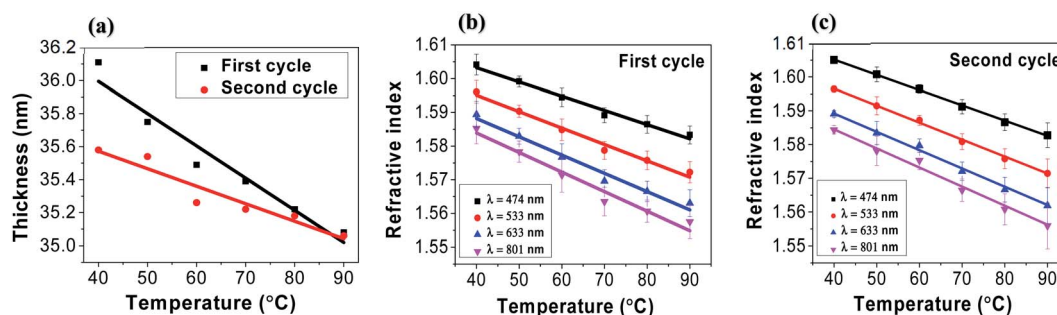 (a)
36.2
36.0
35.8
35.6
35.4
35.2
35.0
Thickness (nm)
First cycle
Second cycle
40 50 60 70 80 90
Temperature (°C)
(b)
1.61
1.60
1.59
1.58
1.57
1.56
1.55
Refractive index
First cycle
λ = 474 nm
λ = 533 nm
λ = 633 nm
λ = 801 nm
40 50 60 70 80 90
Temperature (°C)
(c)
1.61
1.60
1.59
1.58
1.57
1.56
1.55
Refractive index
Second cycle
λ = 474 nm
λ = 533 nm
λ = 633 nm
λ = 801 nm
40 50 60 70 80 90
Temperature (°C)